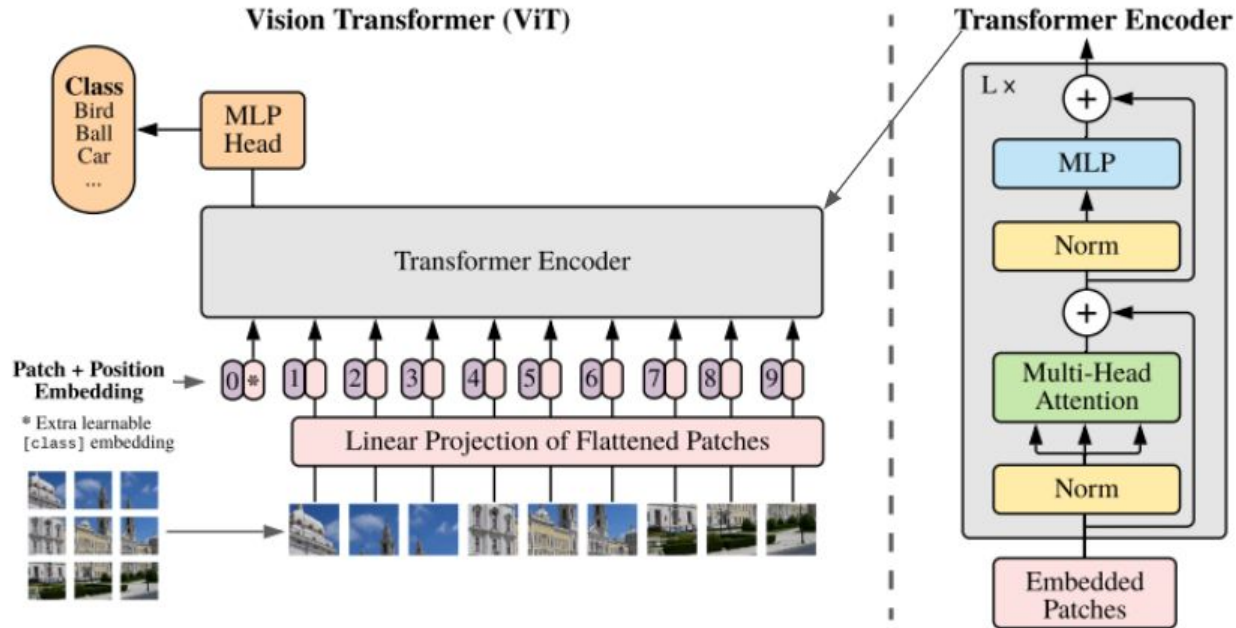 Vision Transformer (ViT)
Class
Bird
Ball
Car
...
MLP
Head
Transformer Encoder
Patch + Position
Embedding
* Extra learnable
[class] embedding
0 * 1 2 3 4 5 6 7 8 9
Linear Projection of Flattened Patches
Transformer Encoder
L ×
+
MLP
Norm
+
Multi-Head
Attention
Norm
Embedded
Patches